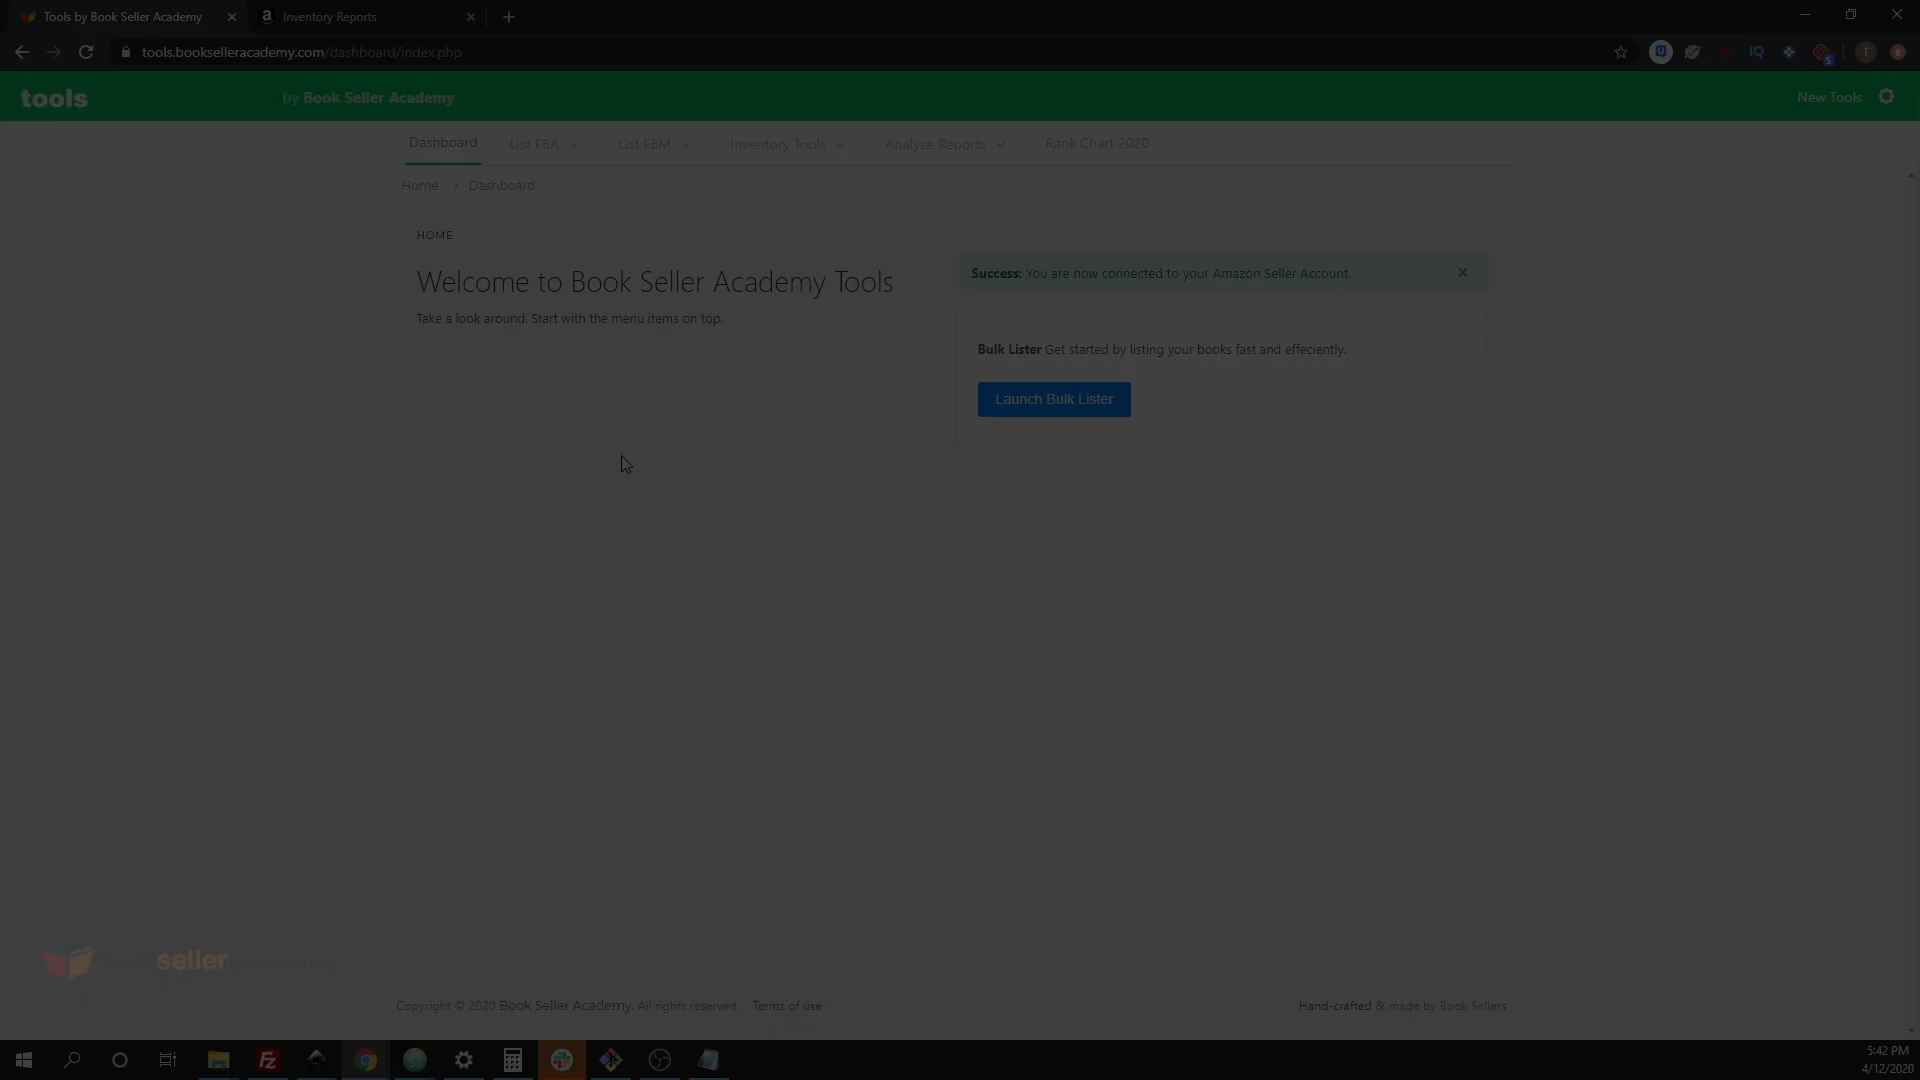 Tools by Book Seller Academy
Inventory Reports
tools.bookselleracademy.com/dashboard/index.php
tools
by Book Seller Academy
New Tools
Dashboard
List FBA
List FBM
Inventory Tools
Analyze Reports
Rank Chart 2020
Home > Dashboard
HOME
Welcome to Book Seller Academy Tools
Take a look around. Start with the menu items on top.
Success: You are now connected to your Amazon Seller Account.
Bulk Lister Get started by listing your books fast and effeciently.
Launch Bulk Lister
seller
Copyright © 2020 Book Seller Academy. All rights reserved. Terms of use
Hand-crafted & made by Book Sellers
5:42 PM
4/12/2020